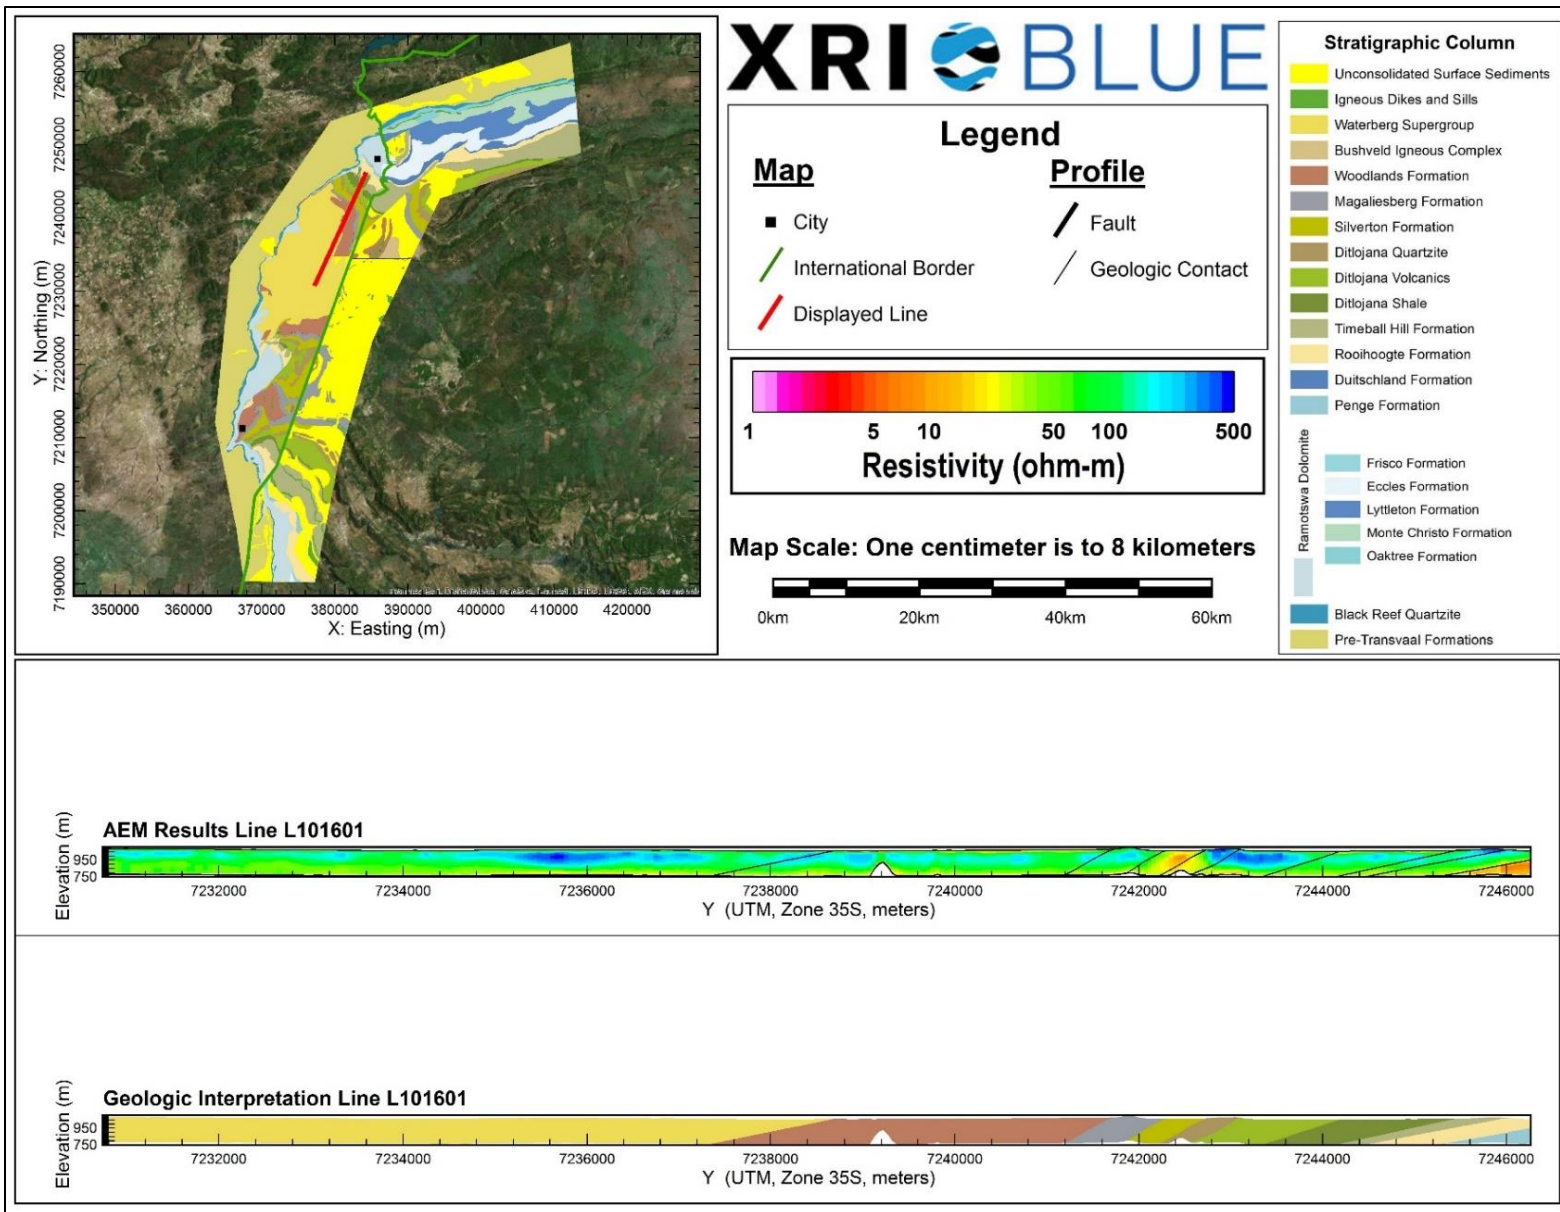 XRI BLUE
7260000
7250000
7240000
7230000
7220000
7210000
7200000
7190000
Y: Northing (m)
350000 360000 370000 380000 390000 400000 410000 420000
X: Easting (m)
Legend
Map
City
International Border
Displayed Line
Profile
Fault
Geologic Contact
1 5 10 50 100 500
Resistivity (ohm-m)
Map Scale: One centimeter is to 8 kilometers
0km 20km 40km 60km
Stratigraphic Column
Unconsolidated Surface Sediments
Igneous Dikes and Sills
Waterberg Supergroup
Bushveld Igneous Complex
Woodlands Formation
Magaliesberg Formation
Silverton Formation
Ditlojana Quartzite
Ditlojana Volcanics
Ditlojana Shale
Timeball Hill Formation
Rooihoogte Formation
Duitschland Formation
Penge Formation
Ramotswa Dolomite
Frisco Formation
Eccles Formation
Lyttleton Formation
Monte Christo Formation
Oaktree Formation
Black Reef Quartzite
Pre-Transvaal Formations
AEM Results Line L101601
Elevation (m)
950
750
7232000 7234000 7236000 7238000 7240000 7242000 7244000 7246000
Y (UTM, Zone 35S, meters)
Geologic Interpretation Line L101601
Elevation (m)
950
750
7232000 7234000 7236000 7238000 7240000 7242000 7244000 7246000
Y (UTM, Zone 35S, meters)